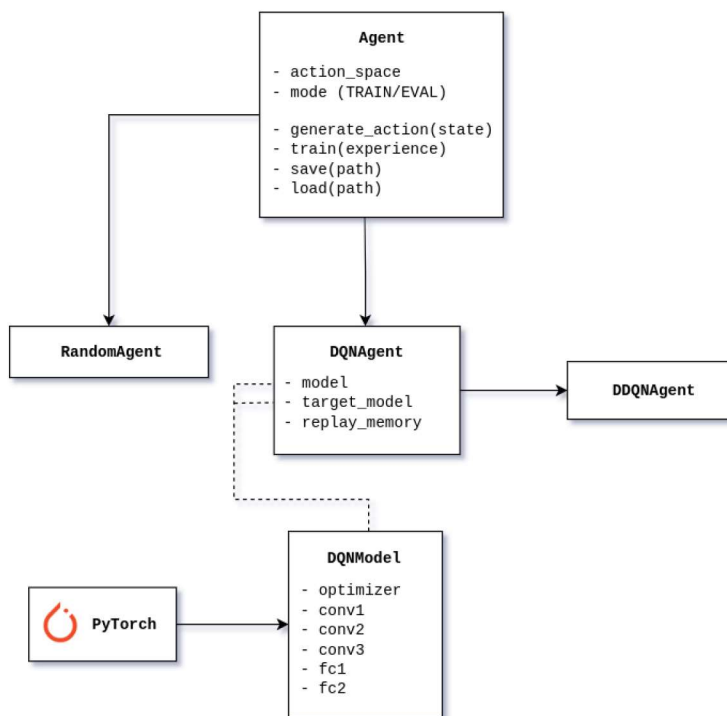 Agent
- action_space
- mode (TRAIN/EVAL)
- generate_action(state)
- train(experience)
- save(path)
- load(path)
RandomAgent
DQNAgent
- model
- target_model
- replay_memory
DDQNAgent
DQNModel
- optimizer
- conv1
- conv2
- conv3
- fc1
- fc2
PyTorch